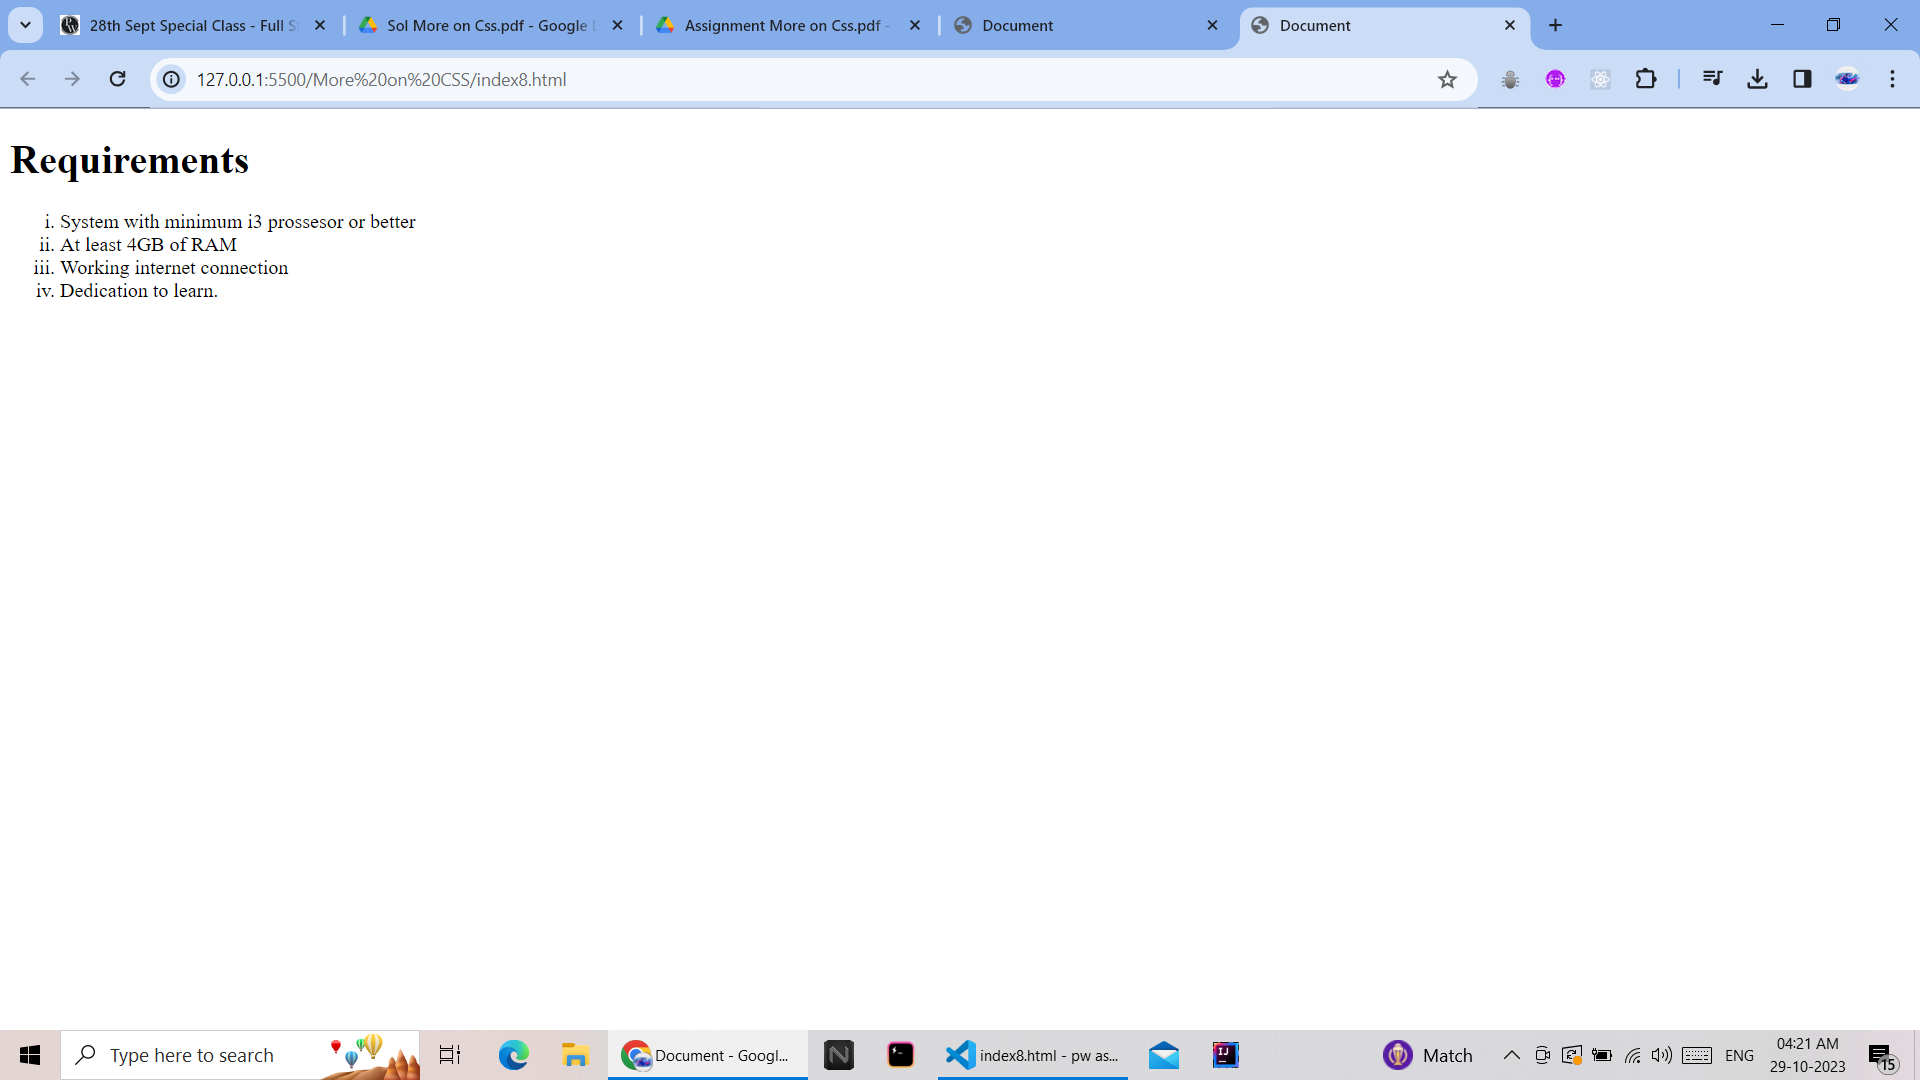 28th Sept Special Class - Full S
Sol More on Css.pdf - Google
Assignment More on Css.pdf -
Document
Document
127.0.0.1:5500/More%20on%20CSS/index8.html
Requirements
i. System with minimum i3 prossesor or better
ii. At least 4GB of RAM
iii. Working internet connection
iv. Dedication to learn.
Type here to search
Document - Googl...
index8.html - pw as...
Match
ENG
04:21 AM
29-10-2023
15